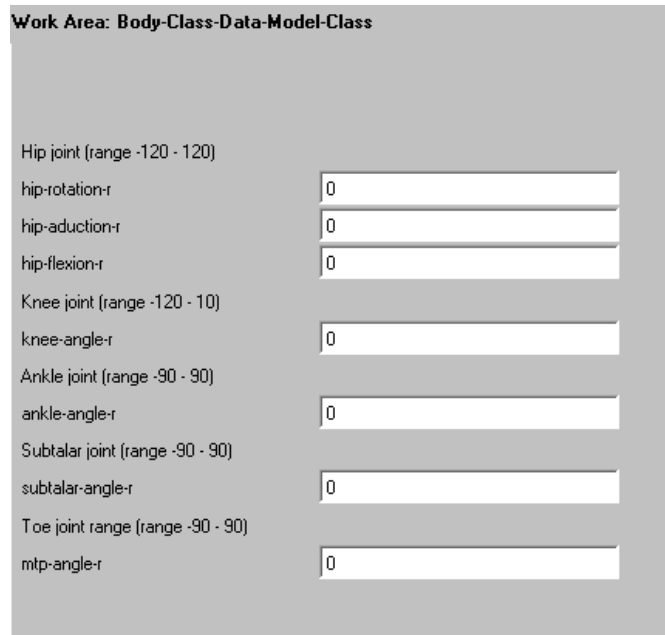 Work Area: Body-Class-Data-Model-Class
Hip joint (range -120 - 120)
hip-rotation-r 0
hip-aduction-r 0
hip-flexion-r 0
Knee joint (range -120 - 10)
knee-angle-r 0
Ankle joint (range -90 - 90)
ankle-angle-r 0
Subtalar joint (range -90 - 90)
subtalar-angle-r 0
Toe joint range (range -90 - 90)
mtp-angle-r 0